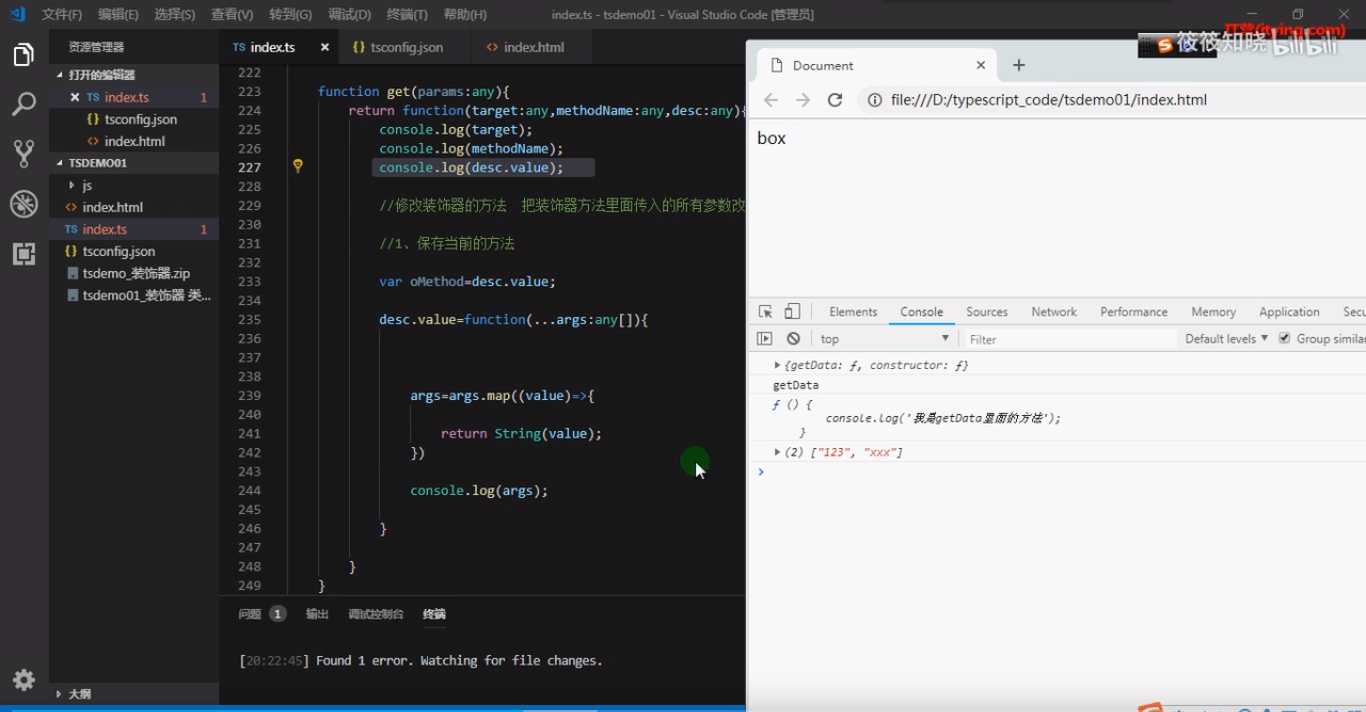 文件(F) 编辑(E) 选择(S) 查看(V) 转到(G) 调试(D) 终端(T) 帮助(H) index.ts - tsdemo01 - Visual Studio Code [管理员]
IT营(itying.com)
筱筱知晓 bilibili
资源管理器
打开的编辑器
TS index.ts 1
{} tsconfig.json
<> index.html
TSDEMO01
js
<> index.html
TS index.ts 1
{} tsconfig.json
tsdemo_装饰器.zip
tsdemo01_装饰器 类...
大纲
TS index.ts × {} tsconfig.json <> index.html
222
223 function get(params:any){
224 return function(target:any,methodName:any,desc:any){
225 console.log(target);
226 console.log(methodName);
227 console.log(desc.value);
228
229 //修改装饰器的方法 把装饰器方法里面传入的所有参数改
230
231 //1、保存当前的方法
232
233 var oMethod=desc.value;
234
235 desc.value=function(...args:any[]){
236
237
238
239 args=args.map((value)=>{
240
241 return String(value);
242 })
243
244 console.log(args);
245
246 }
247
248 }
249 }
问题 1 输出 调试控制台 终端
[20:22:45] Found 1 error. Watching for file changes.
Document × +
file:///D:/typescript_code/tsdemo01/index.html
box
Elements Console Sources Network Performance Memory Application Secu
top Filter Default levels Group similar
{getData: ƒ, constructor: ƒ}
getData
ƒ () {
console.log('我是getData里面的方法');
}
(2) ["123", "xxx"]